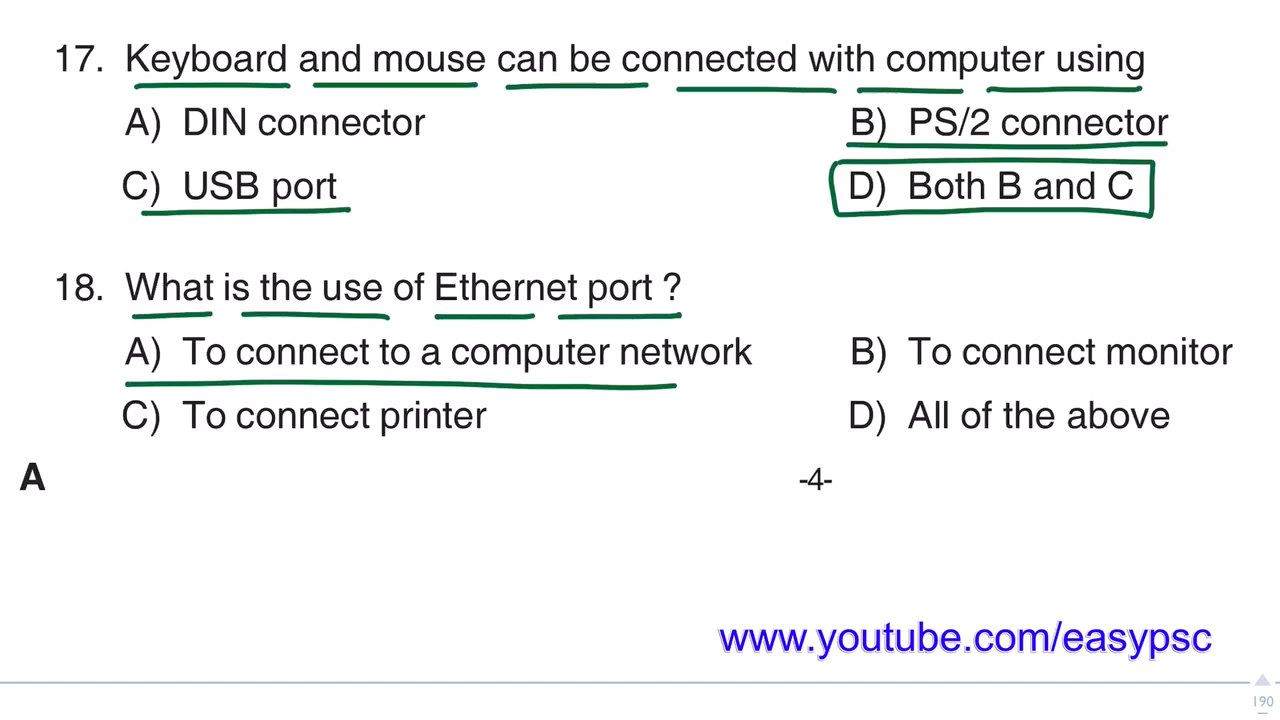 17. Keyboard and mouse can be connected with computer using
A) DIN connector B) PS/2 connector
C) USB port D) Both B and C
18. What is the use of Ethernet port ?
A) To connect to a computer network B) To connect monitor
C) To connect printer D) All of the above
A -4-
www.youtube.com/easypsc
190